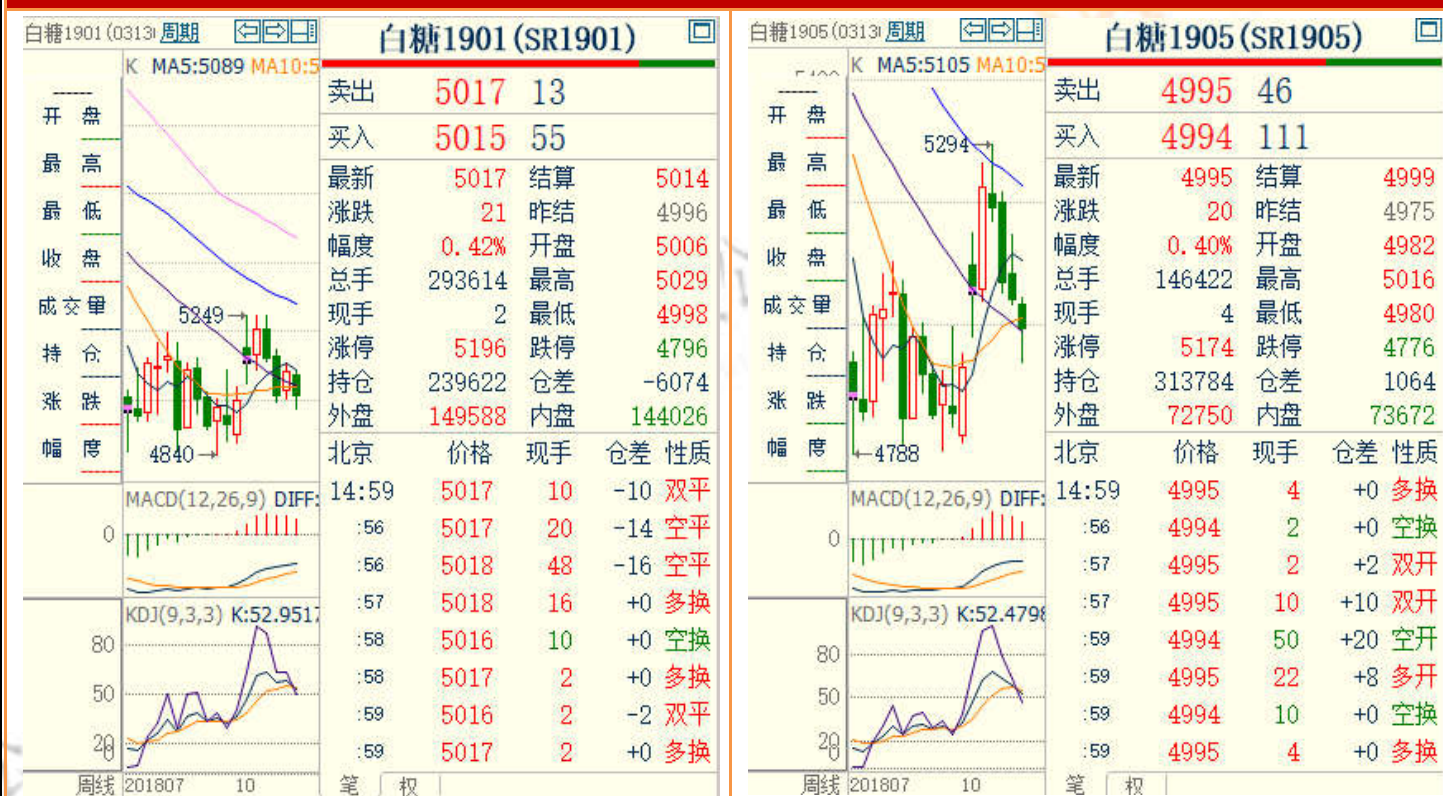 白糖1901(0313) 周期
K MA5:5089 MA10:5
开 盘
最 高
最 低
收 盘
成交量
持 仓
涨 跌
幅 度
5249
4840
MACD(12,26,9) DIFF:
0
KDJ(9,3,3) K:52.9517
80
50
20
0
周线 201807 10
白糖1901(SR1901)
卖出 5017 13
买入 5015 55
最新 5017 结算 5014
涨跌 21 昨结 4996
幅度 0.42% 开盘 5006
总手 293614 最高 5029
现手 2 最低 4998
涨停 5196 跌停 4796
持仓 239622 仓差 -6074
外盘 149588 内盘 144026
北京 价格 现手 仓差 性质
14:59 5017 10 -10 双平
:56 5017 20 -14 空平
:56 5018 48 -16 空平
:57 5018 16 +0 多换
:58 5016 10 +0 空换
:58 5017 2 +0 多换
:59 5016 2 -2 双平
:59 5017 2 +0 多换
笔 权
白糖1905(0313) 周期
K MA5:5105 MA10:5
开 盘
最 高
最 低
收 盘
成交量
持 仓
涨 跌
幅 度
5294
4788
MACD(12,26,9) DIFF:
0
KDJ(9,3,3) K:52.4798
80
50
20
0
周线 201807 10
白糖1905(SR1905)
卖出 4995 46
买入 4994 111
最新 4995 结算 4999
涨跌 20 昨结 4975
幅度 0.40% 开盘 4982
总手 146422 最高 5016
现手 4 最低 4980
涨停 5174 跌停 4776
持仓 313784 仓差 1064
外盘 72750 内盘 73672
北京 价格 现手 仓差 性质
14:59 4995 4 +0 多换
:56 4994 2 +0 空换
:57 4995 2 +2 双开
:57 4995 10 +10 双开
:59 4994 50 +20 空开
:59 4995 22 +8 多开
:59 4994 10 +0 空换
:59 4995 4 +0 多换
笔 权